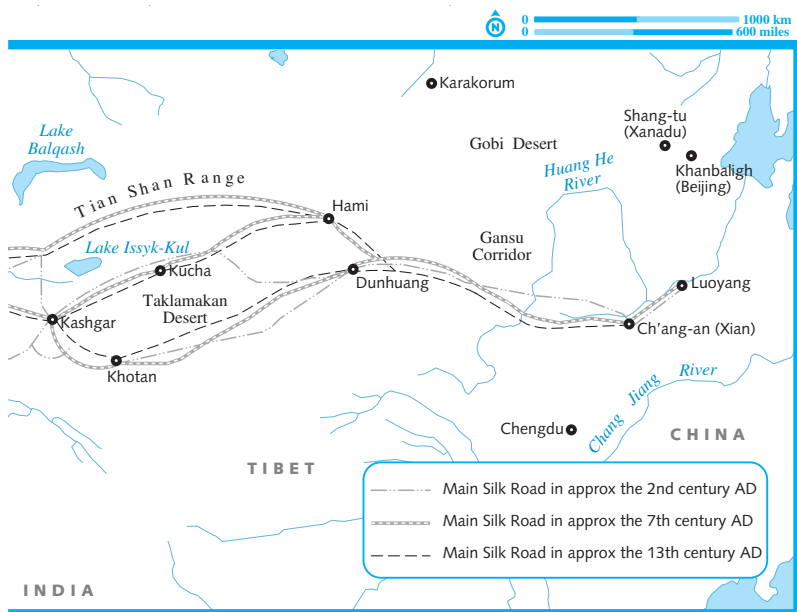 N
0 1000 km
0 600 miles
Karakorum
Shang-tu
(Xanadu)
Lake
Balqash
Gobi Desert
Khanbaligh
(Beijing)
Huang He
River
Tian Shan Range
Hami
Gansu
Corridor
Lake Issyk-Kul
Kucha
Dunhuang
Luoyang
Taklamakan
Desert
Kashgar
Ch'ang-an (Xian)
Khotan
Chang Jiang River
Chengdu
CHINA
TIBET
Main Silk Road in approx the 2nd century AD
Main Silk Road in approx the 7th century AD
Main Silk Road in approx the 13th century AD
INDIA